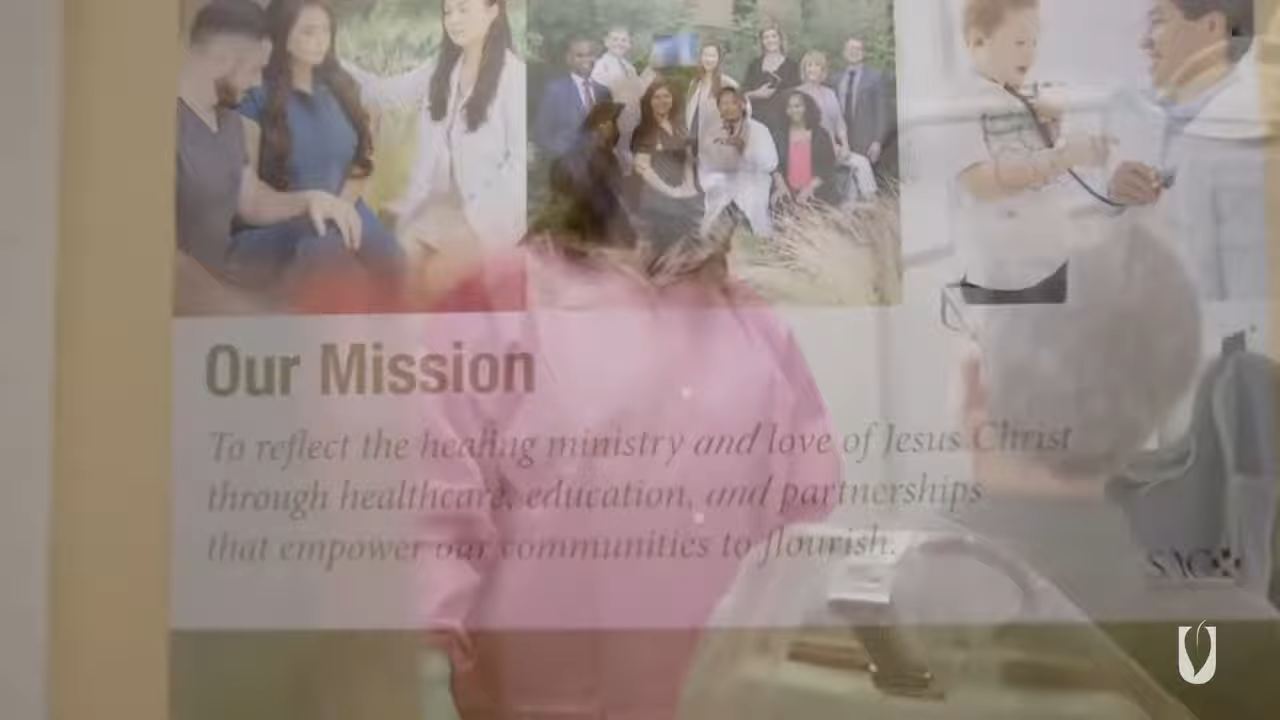 Our Mission
To reflect the healing ministry and love of Jesus Christ
through healthcare, education, and partnerships
that empower our communities to flourish.
SAC